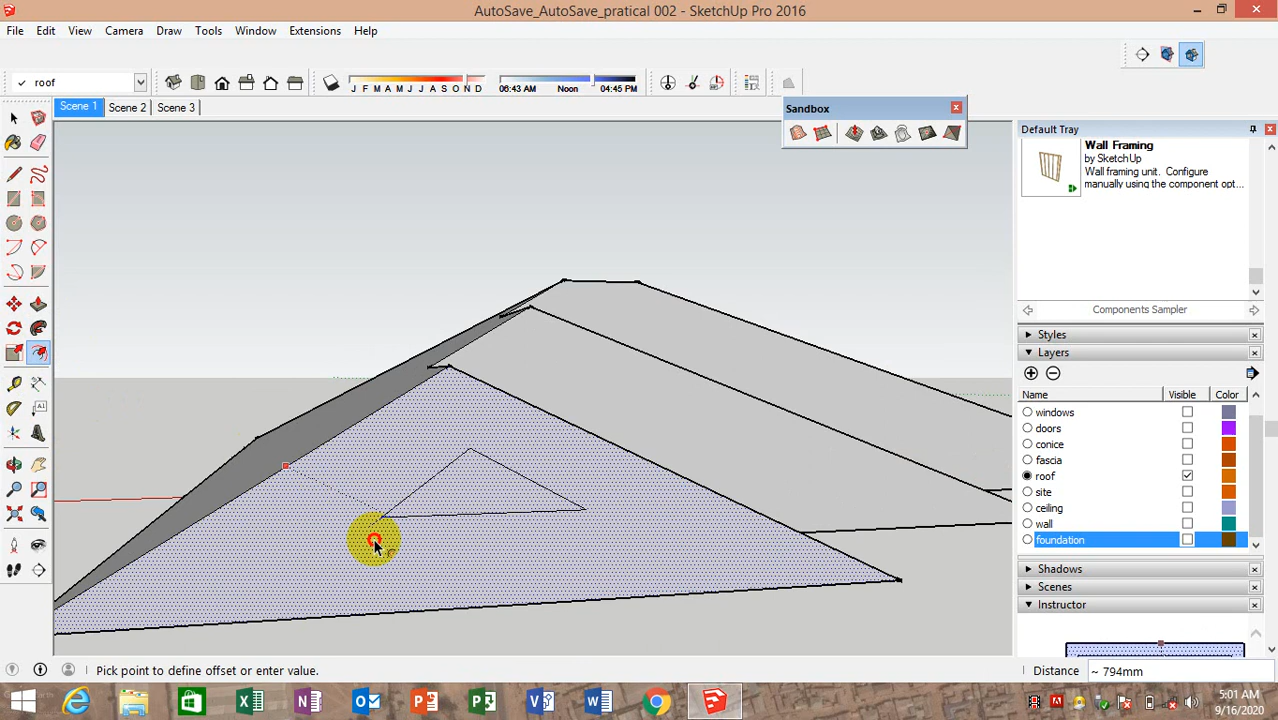 AutoSave_AutoSave_pratical 002 - SketchUp Pro 2016
File Edit View Camera Draw Tools Window Extensions Help
roof
J F M A M J J A S O N D
06:43 AM Noon 04:45 PM
Scene 1 Scene 2 Scene 3
Sandbox
Default Tray
Wall Framing
by SketchUp
Wall framing unit. Configure
manually using the component opt...
Components Sampler
Styles
Layers
Name Visible Color
windows
doors
conice
fascia
roof
site
ceiling
wall
foundation
Shadows
Scenes
Instructor
Pick point to define offset or enter value.
Distance ~ 794mm
5:01 AM
9/16/2020